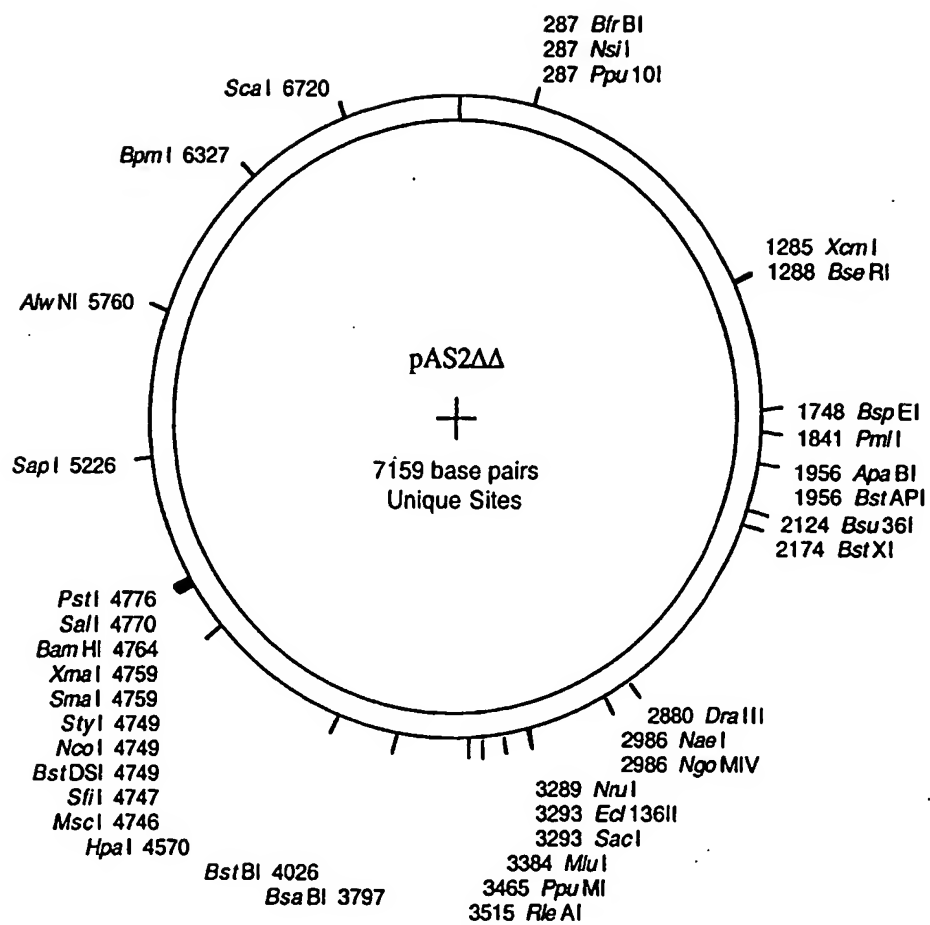 287 BfrBI
287 NsiI
287 Ppu10I
ScaI 6720
BpmI 6327
1285 XcmI
1288 BseRI
AlwNI 5760
pAS2ΔΔ
7159 base pairs
Unique Sites
1748 BspEI
1841 PmlI
1956 ApaBI
1956 BstAPI
2124 Bsu36I
2174 BstXI
SapI 5226
PstI 4776
SalI 4770
BamHI 4764
XmaI 4759
SmaI 4759
StyI 4749
NcoI 4749
BstDSI 4749
SfiI 4747
MscI 4746
HpaI 4570
BstBI 4026
BsaBI 3797
2880 DraIII
2986 NaeI
2986 NgoMIV
3289 NruI
3293 Ecl136II
3293 SacI
3384 MluI
3465 PpuMI
3515 RleAI